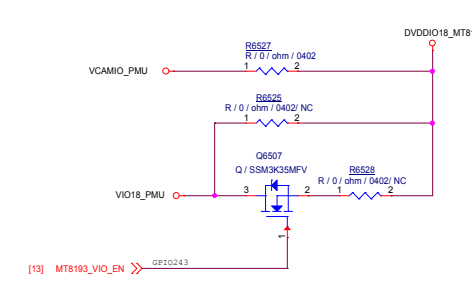 DVDDIO18_MT81
R6527
R / 0 / ohm / 0402
1 2
VCAMIO_PMU
R6525
R / 0 / ohm / 0402/ NC
1 2
Q6507
Q / SSM3K35MFV
R6528
R / 0 / ohm / 0402/ NC
VIO18_PMU
3 2 1 2
1
[13] MT8193_VIO_EN GPIO243